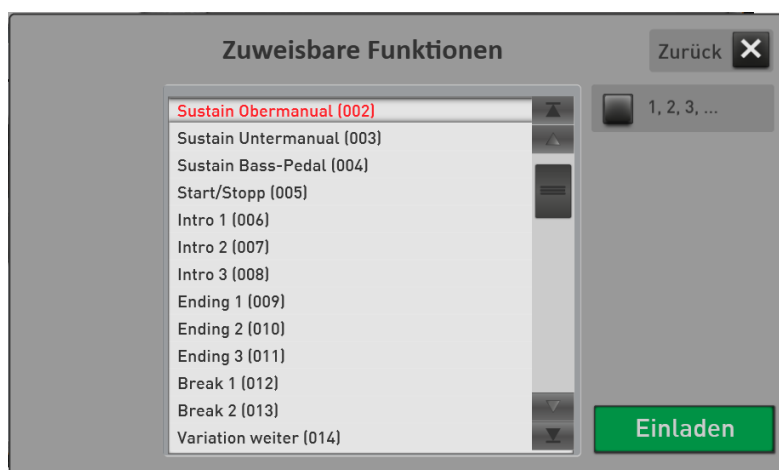 Zuweisbare Funktionen
Zurück
Sustain Obermanual (002)
Sustain Untermanual (003)
Sustain Bass-Pedal (004)
Start/Stopp (005)
Intro 1 (006)
Intro 2 (007)
Intro 3 (008)
Ending 1 (009)
Ending 2 (010)
Ending 3 (011)
Break 1 (012)
Break 2 (013)
Variation weiter (014)
1, 2, 3, ...
Einladen